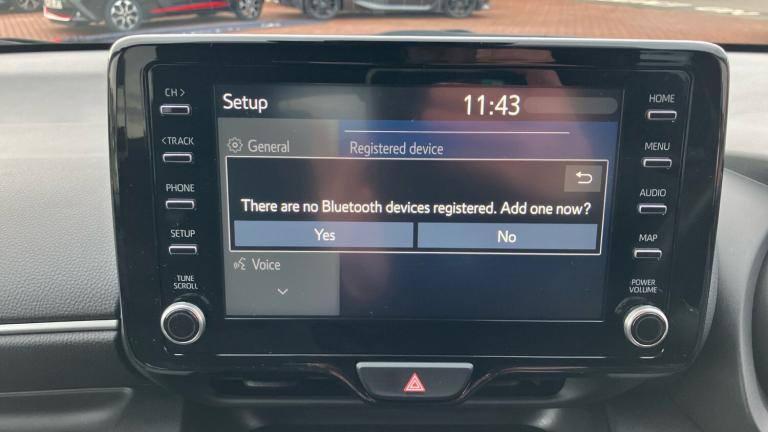 CH >
< TRACK
PHONE
SETUP
TUNE
SCROLL
Setup
11:43
General
Registered device
There are no Bluetooth devices registered. Add one now?
Yes
No
Voice
HOME
MENU
AUDIO
MAP
POWER
VOLUME